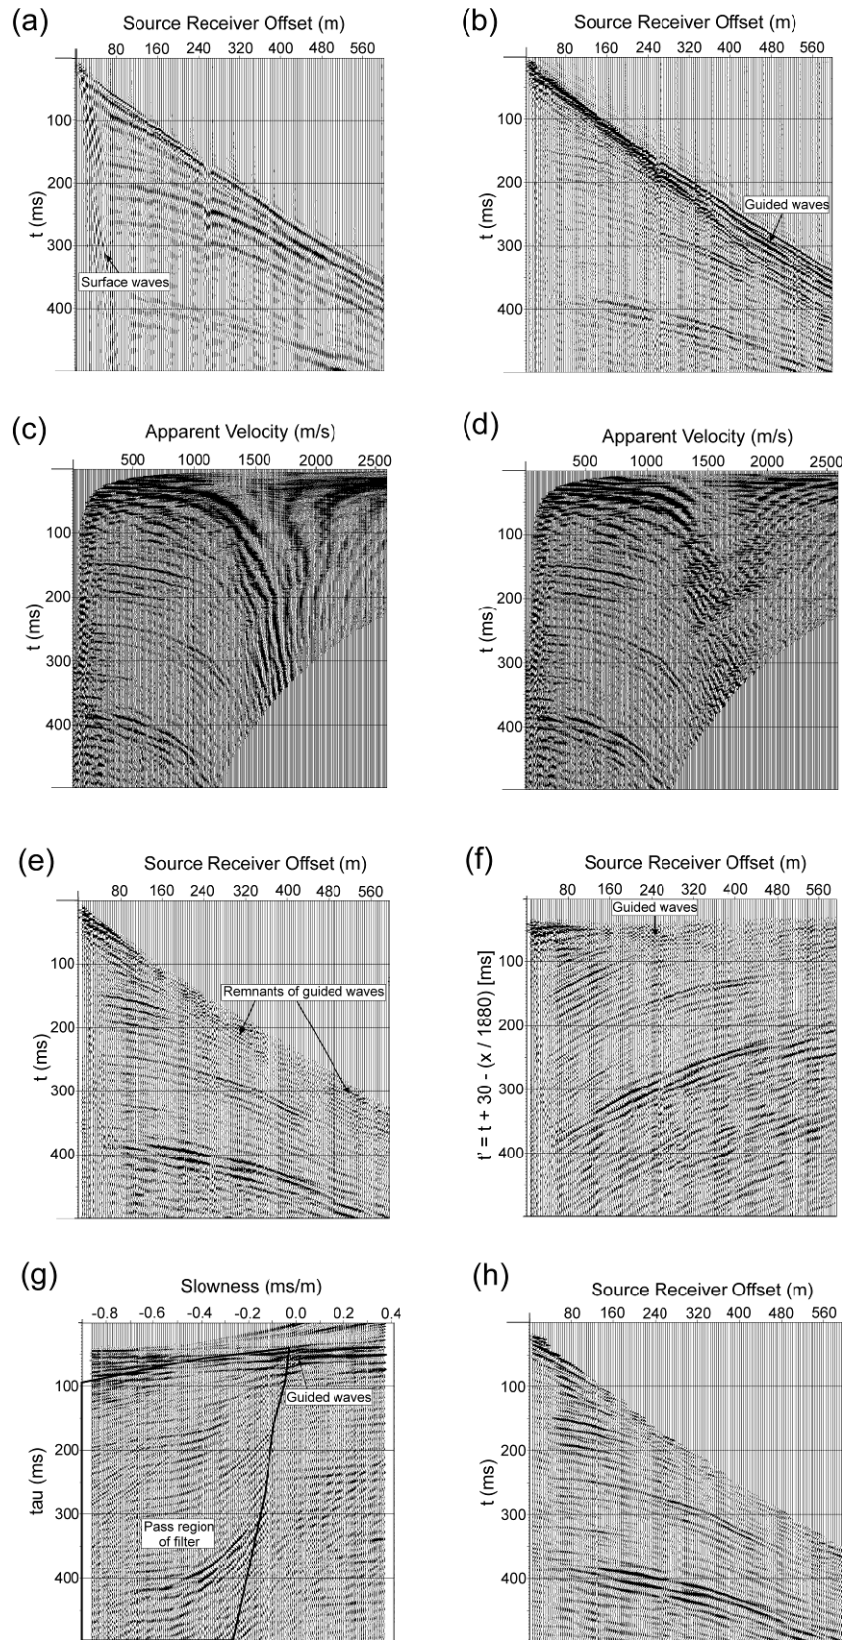 (a)
Source Receiver Offset (m)
80 160 240 320 400 480 560
t (ms)
100
200
300
400
Surface waves
(b)
Source Receiver Offset (m)
80 160 240 320 400 480 560
t (ms)
100
200
300
400
Guided waves
(c)
Apparent Velocity (m/s)
500 1000 1500 2000 2500
t (ms)
100
200
300
400
(d)
Apparent Velocity (m/s)
500 1000 1500 2000 2500
t (ms)
100
200
300
400
(e)
Source Receiver Offset (m)
80 160 240 320 400 480 560
t (ms)
100
200
300
400
Remnants of guided waves
(f)
Source Receiver Offset (m)
80 160 240 320 400 480 560
Guided waves
t' = t + 30 - (x / 1880) [ms]
100
200
300
400
(g)
Slowness (ms/m)
-0.8 -0.6 -0.4 -0.2 0.0 0.2 0.4
tau (ms)
100
200
300
400
Guided waves
Pass region
of filter
(h)
Source Receiver Offset (m)
80 160 240 320 400 480 560
t (ms)
100
200
300
400